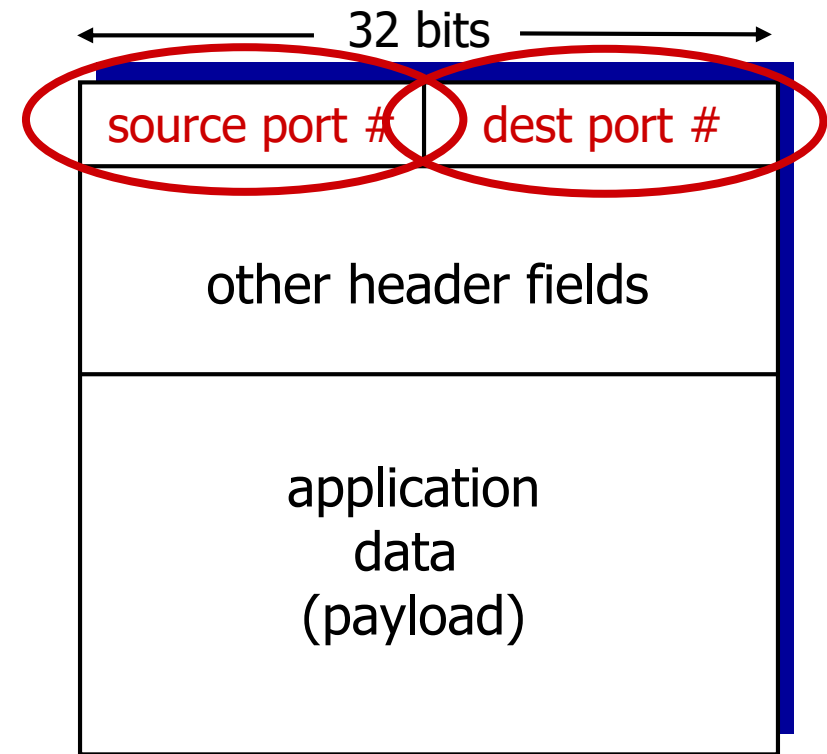 32 bits
source port # dest port #
other header fields
application
data
(payload)